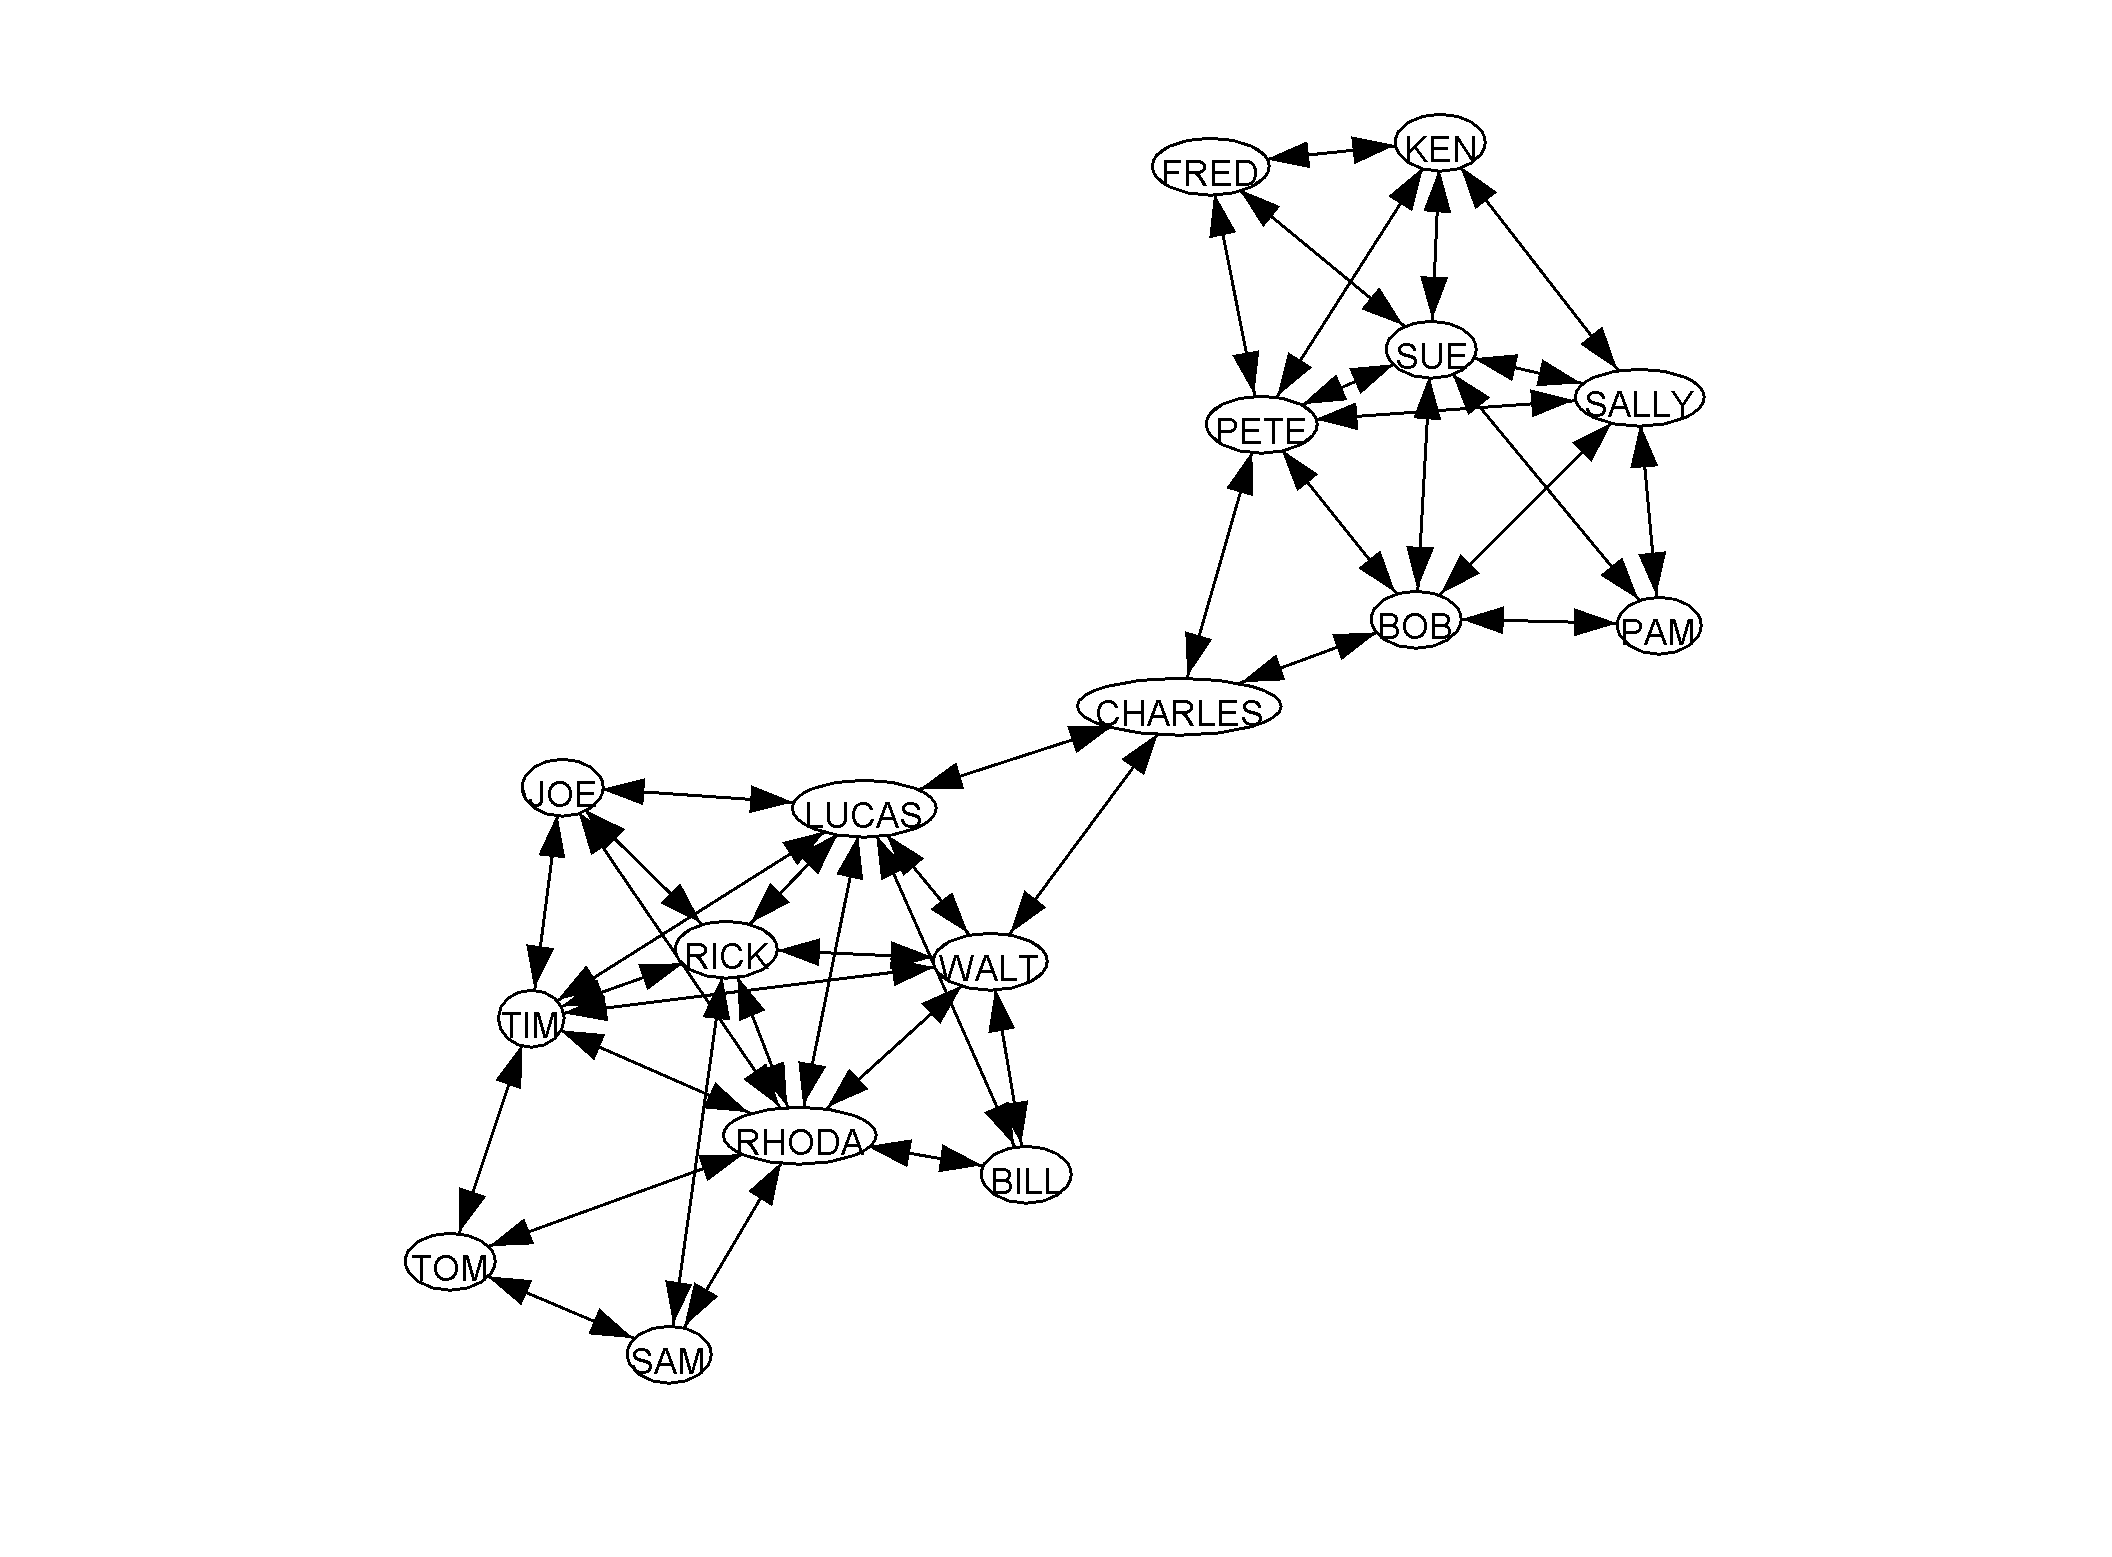 KEN
FRED
SUE
SALLY
PETE
BOB
PAM
CHARLES
JOE
LUCAS
RICK
WALT
TIM
RHODA
BILL
TOM
SAM